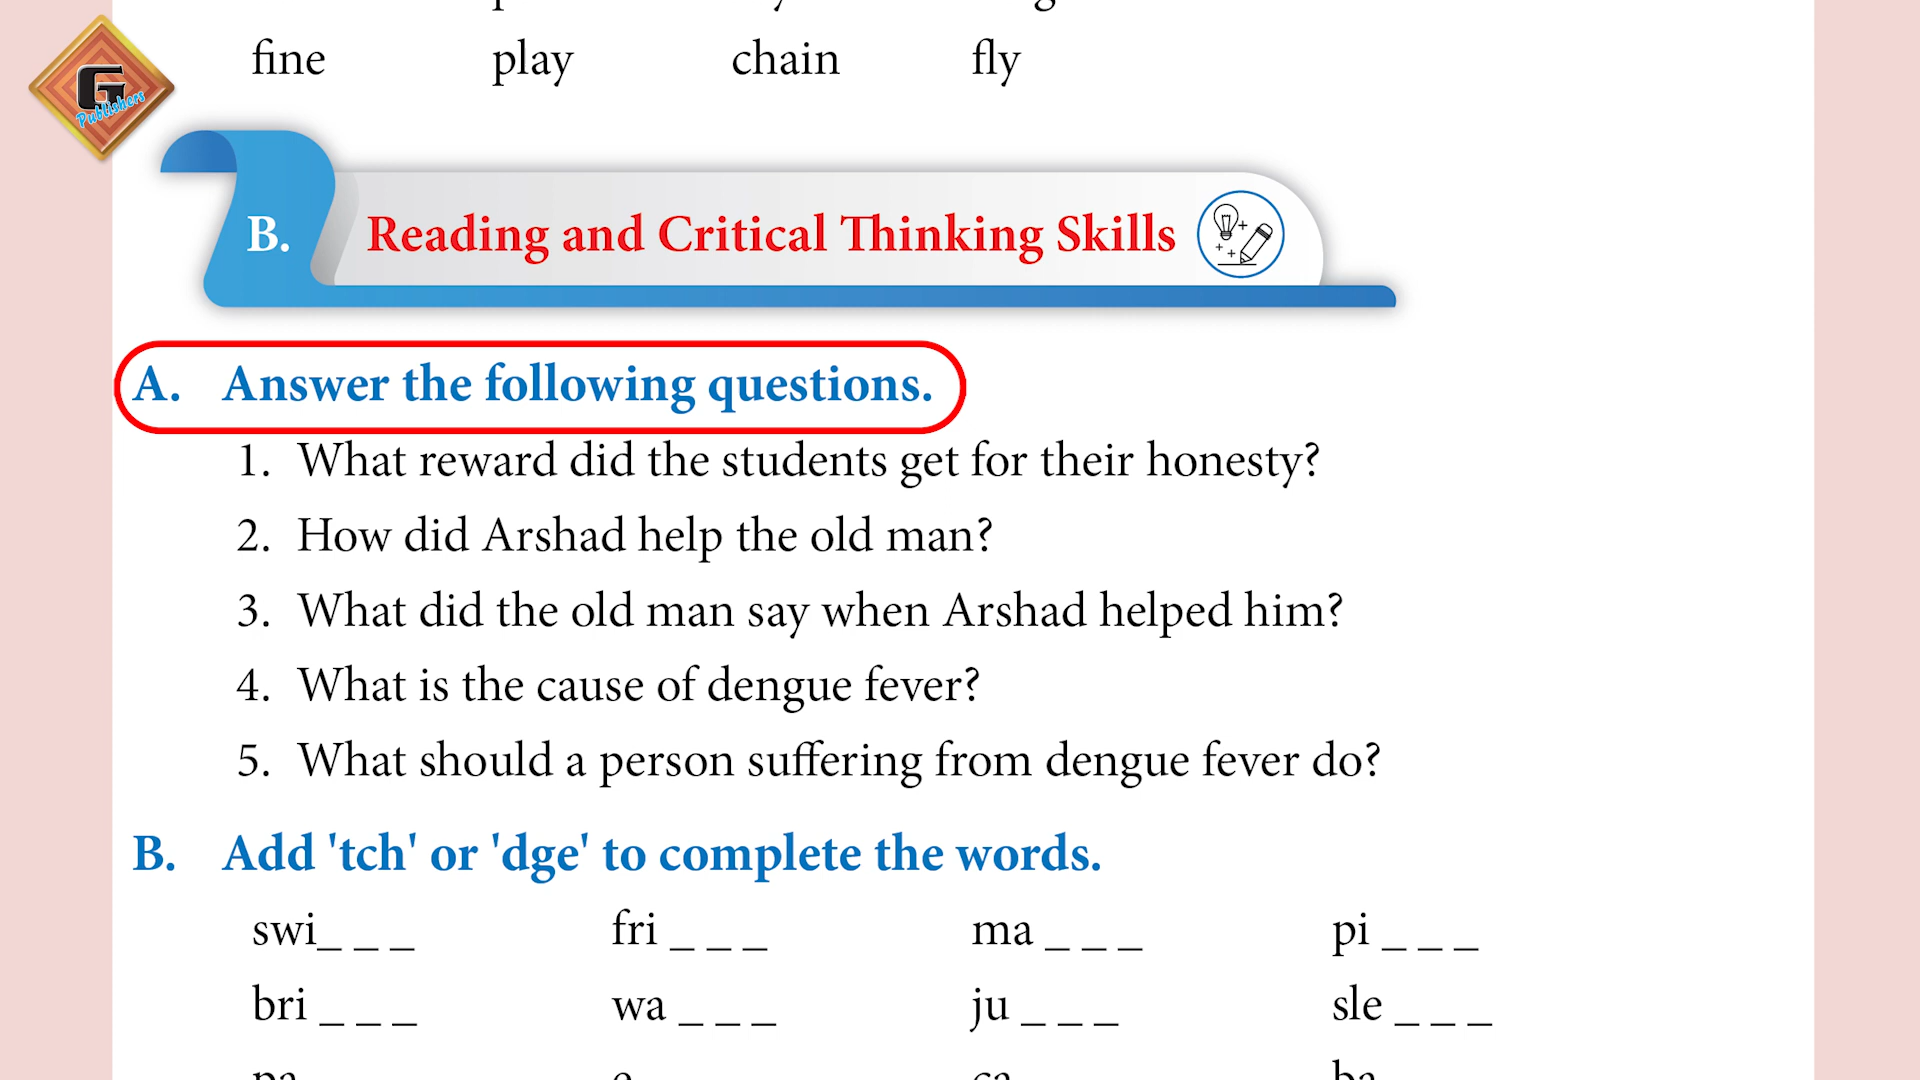 G
Publishers
fine play chain fly
B. Reading and Critical Thinking Skills
A. Answer the following questions.
1. What reward did the students get for their honesty?
2. How did Arshad help the old man?
3. What did the old man say when Arshad helped him?
4. What is the cause of dengue fever?
5. What should a person suffering from dengue fever do?
B. Add 'tch' or 'dge' to complete the words.
swi_ _ _ fri _ _ _ ma _ _ _ pi _ _ _
bri _ _ _ wa _ _ _ ju _ _ _ sle _ _ _